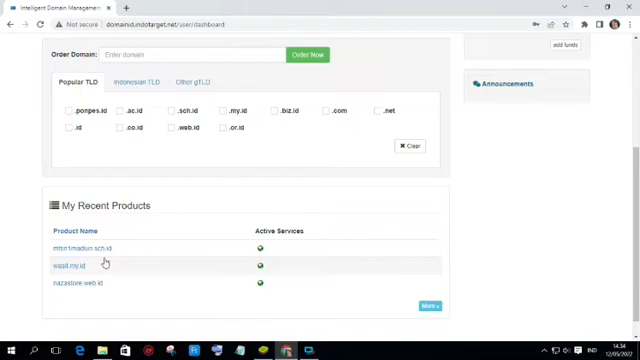 Intelligent Domain Management
Not secure | domainid.indotarget.net/user/dashboard
add funds
Order Domain: Enter domain Order Now
Popular TLD Indonesian TLD Other gTLD
Announcements
.ponpes.id .ac.id .sch.id .my.id .biz.id .com .net
.id .co.id .web.id .or.id
Clear
My Recent Products
Product Name Active Services
mtsn1madiun.sch.id
wasit.my.id
nazastore.web.id
More »
IND 14.34
12/05/2022